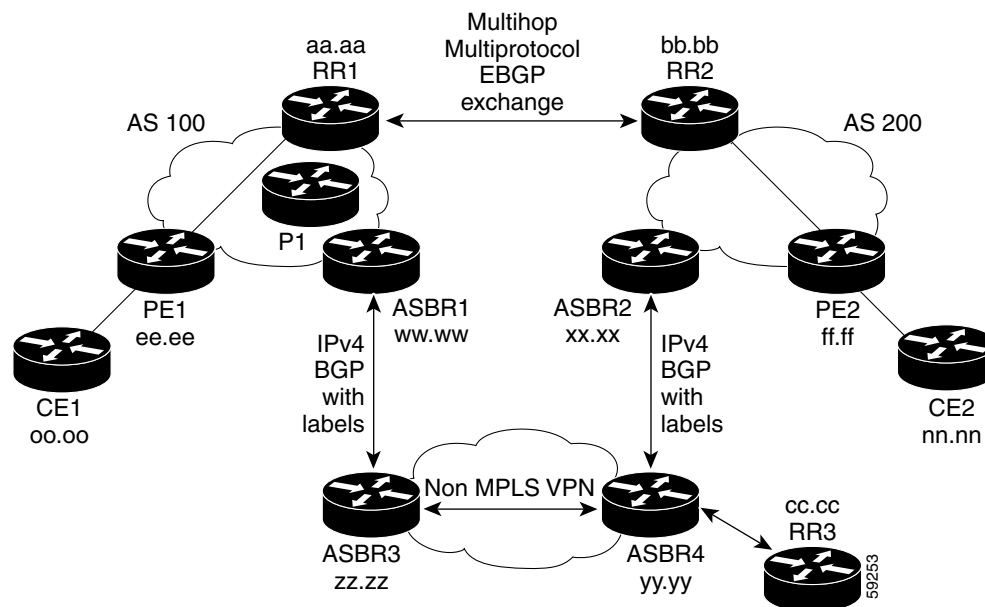 Multihop
Multiprotocol
EBGP
exchange
aa.aa
RR1
bb.bb
RR2
AS 100
AS 200
P1
PE1
ee.ee
ASBR1
ww.ww
ASBR2
xx.xx
PE2
ff.ff
CE1
oo.oo
IPv4
BGP
with
labels
IPv4
BGP
with
labels
CE2
nn.nn
Non MPLS VPN
ASBR3
zz.zz
ASBR4
yy.yy
cc.cc
RR3
59253